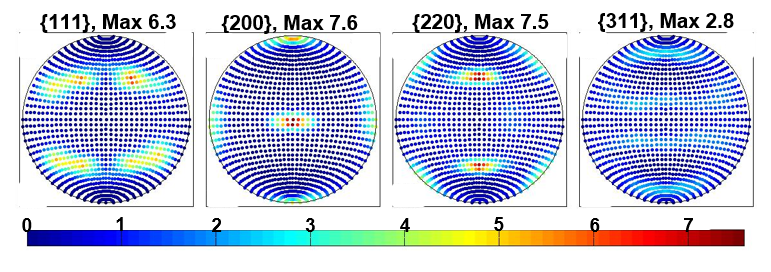 {111}, Max 6.3 {200}, Max 7.6 {220}, Max 7.5 {311}, Max 2.8
0 1 2 3 4 5 6 7